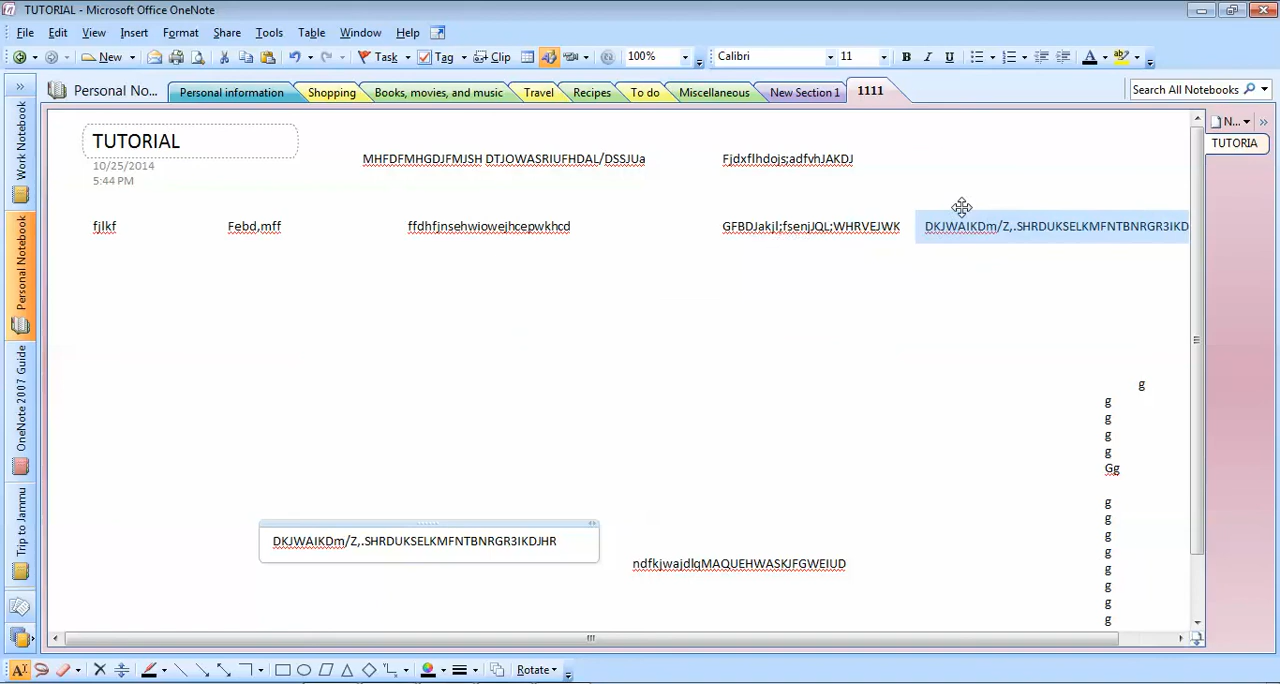 TUTORIAL - Microsoft Office OneNote
File Edit View Insert Format Share Tools Table Window Help
New Task Tag Clip 100% Calibri 11 B I U A ab
Personal No... Personal information Shopping Books, movies, and music Travel Recipes To do Miscellaneous New Section 1 1111 Search All Notebooks
N...
TUTORIA
Work Notebook
Personal Notebook
OneNote 2007 Guide
Trip to Jammu
TUTORIAL
10/25/2014
5:44 PM
MHFDFMHGDJFMJSH DTJOWASRIUFHDAL/DSSJUa
Fjdxflhdojs;adfvhJAKDJ
fjlkf
Febd,mff
ffdhfjnsehwiowejhcepwkhcd
GFBDJakjl;fsenjJQL;WHRVEJWK
DKJWAIKDm/Z,.SHRDUKSELKMFNTBNRGR3IKD
g
g
g
g
g
Gg
g
g
g
g
g
g
g
g
DKJWAIKDm/Z,.SHRDUKSELKMFNTBNRGR3IKDJHR
ndfkjwajdlqMAQUEHWASKJFGWEIUD
Rotate